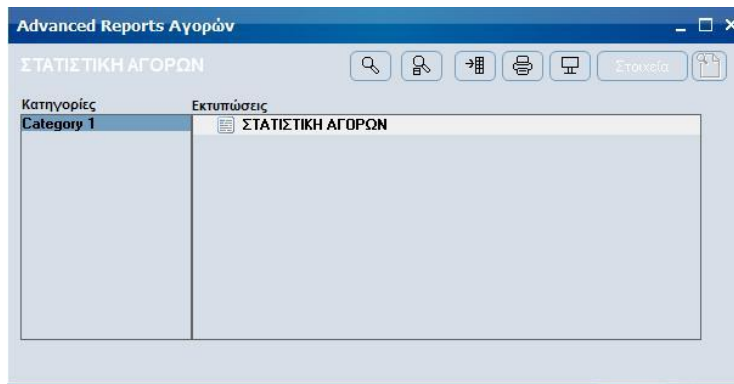 Advanced Reports Αγορών
ΣΤΑΤΙΣΤΙΚΗ ΑΓΟΡΩΝ
Στοιχεία
Κατηγορίες
Εκτυπώσεις
Category 1
ΣΤΑΤΙΣΤΙΚΗ ΑΓΟΡΩΝ